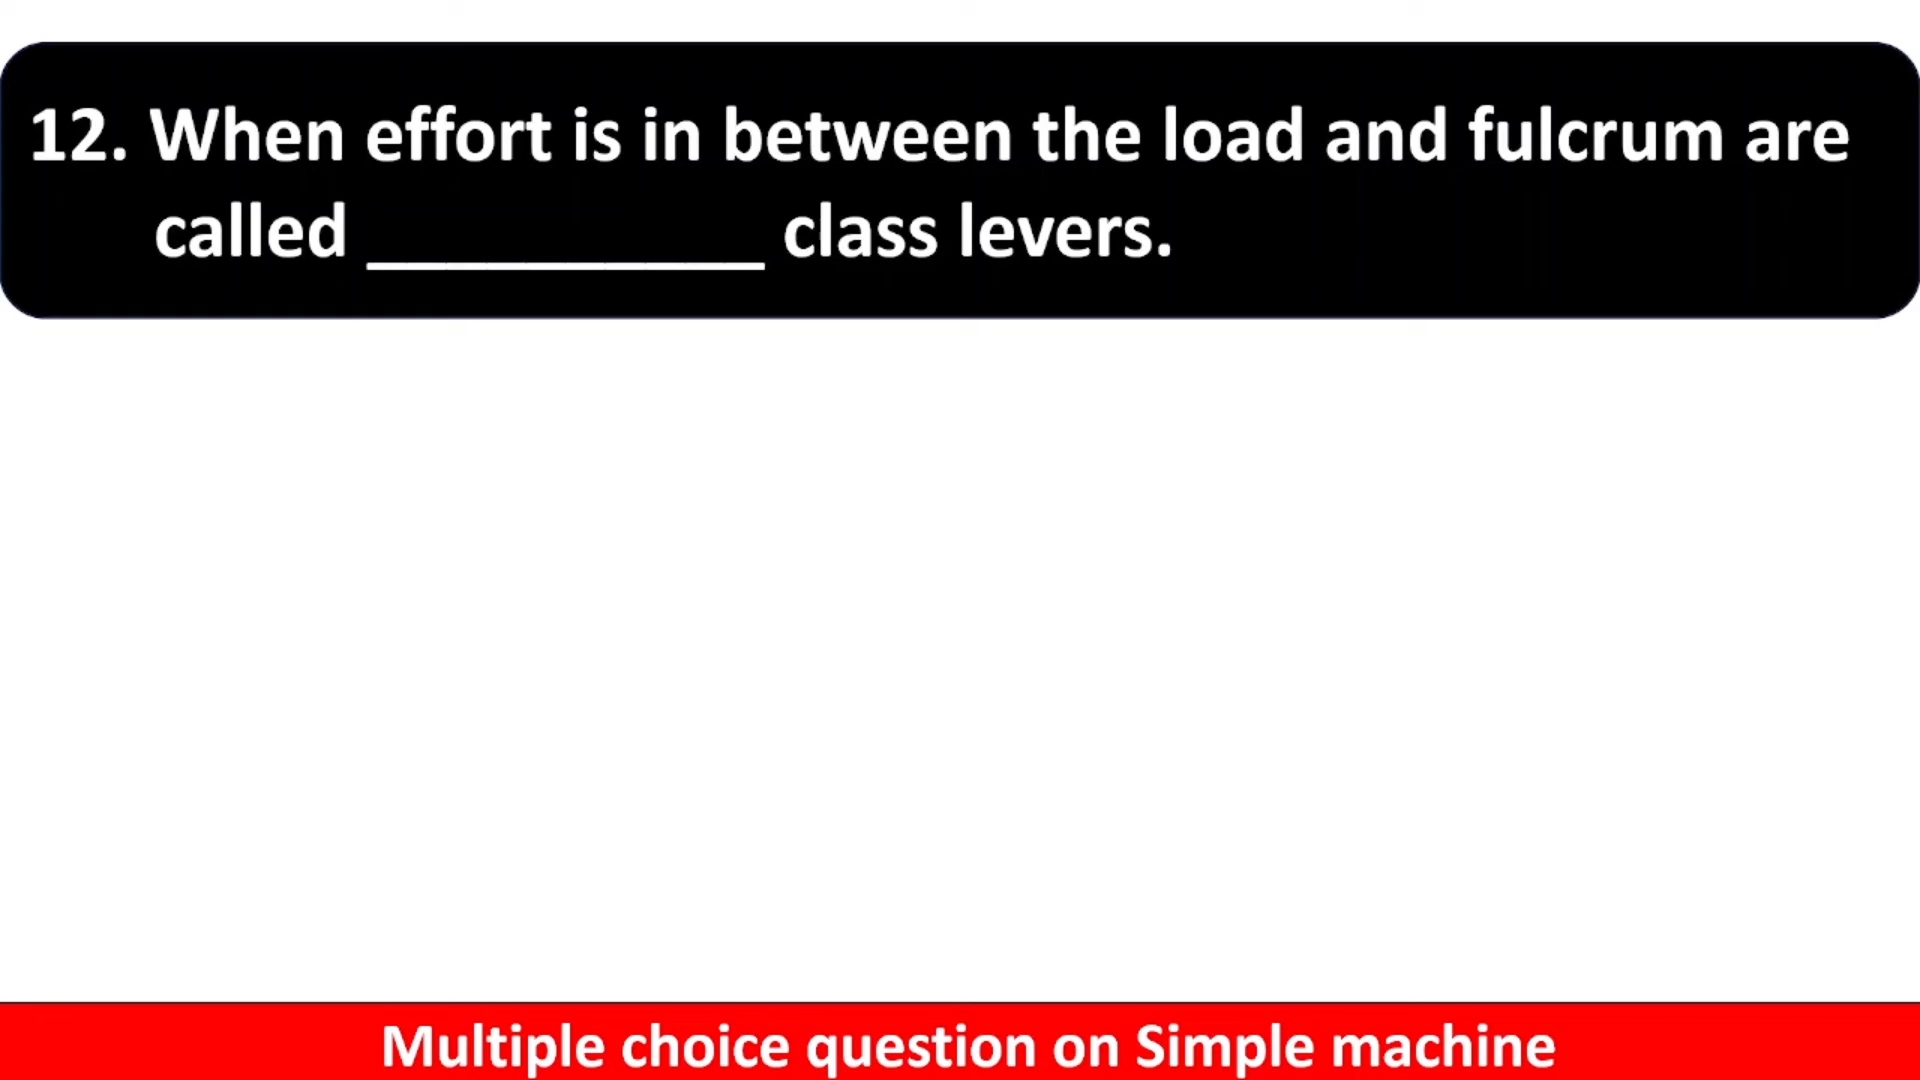 12. When effort is in between the load and fulcrum are
called __________ class levers.
Multiple choice question on Simple machine